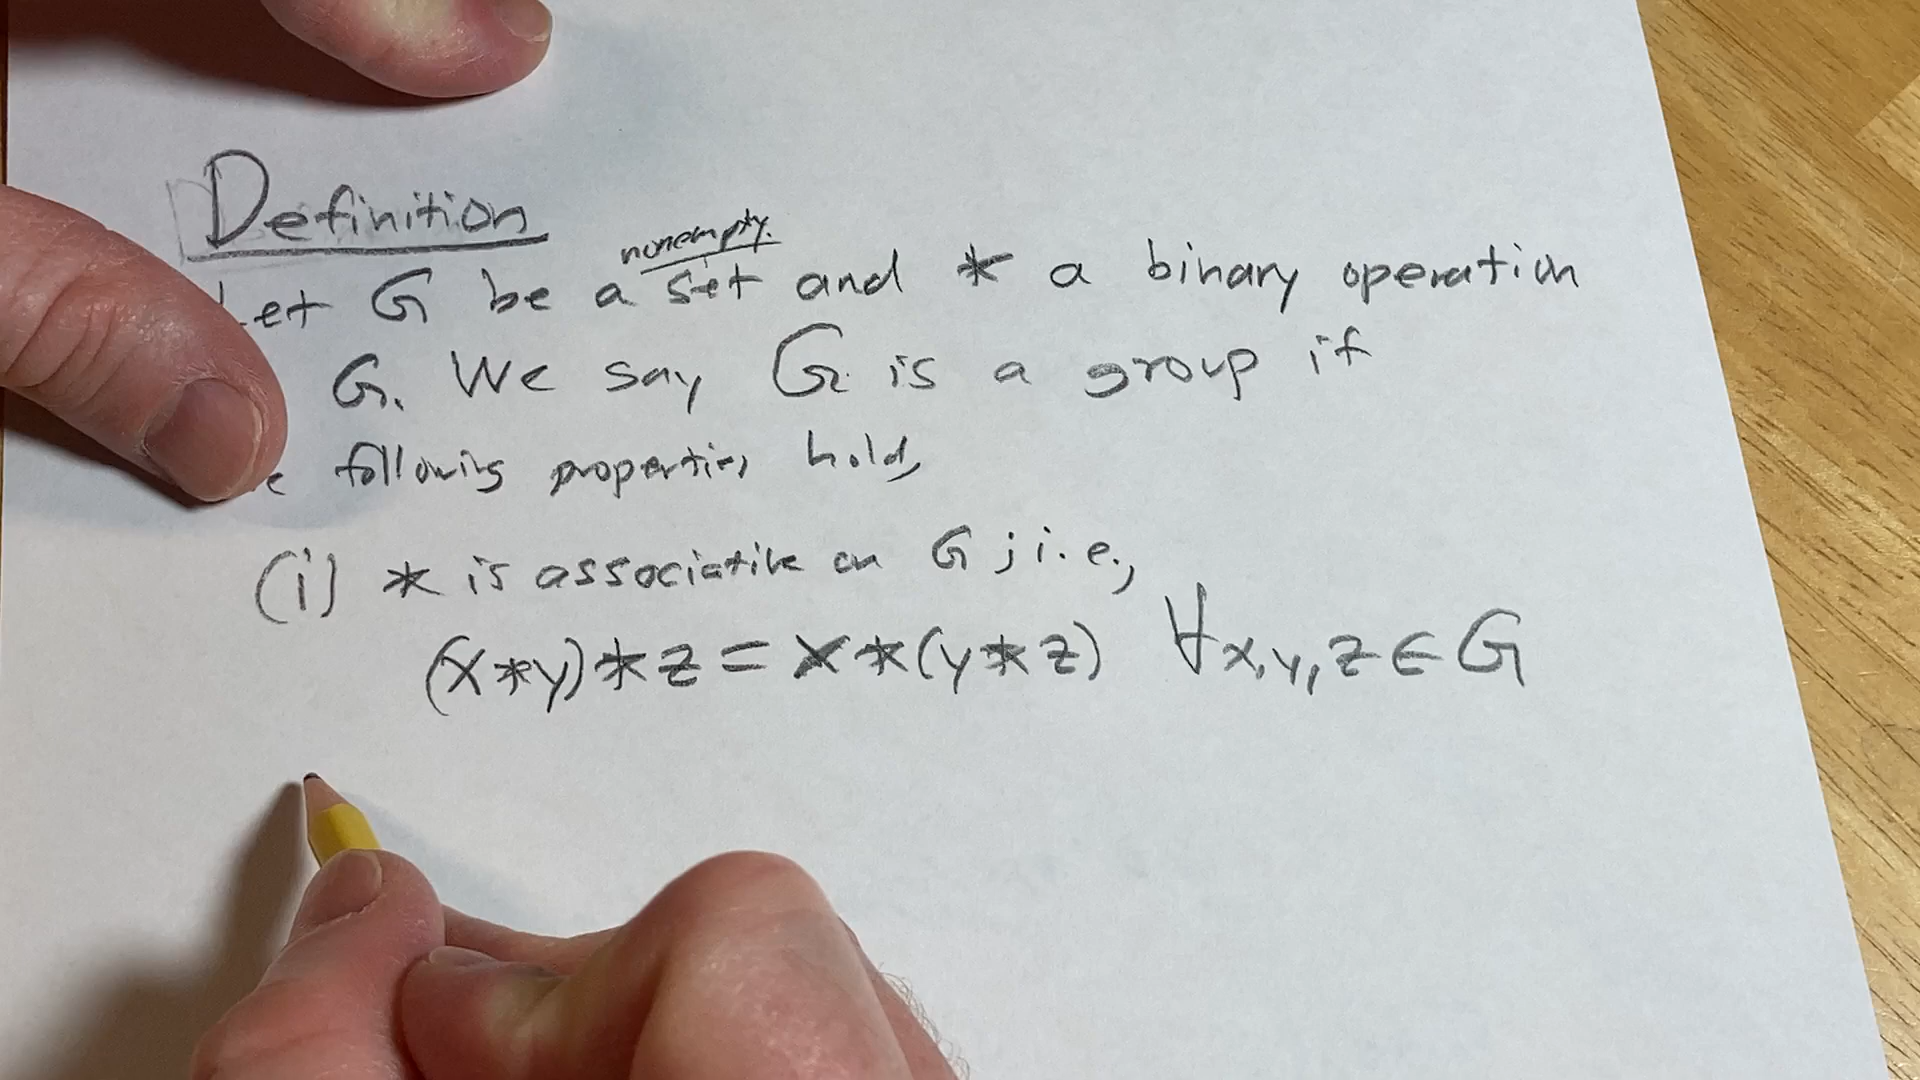 Definition
nonempty
Let G be a set and * a binary operation
G. We say G is a group if
following properties hold,
(i) * is associative on G; i.e.,
(x*y)*z = x*(y*z) ∀x,y,z ∈ G